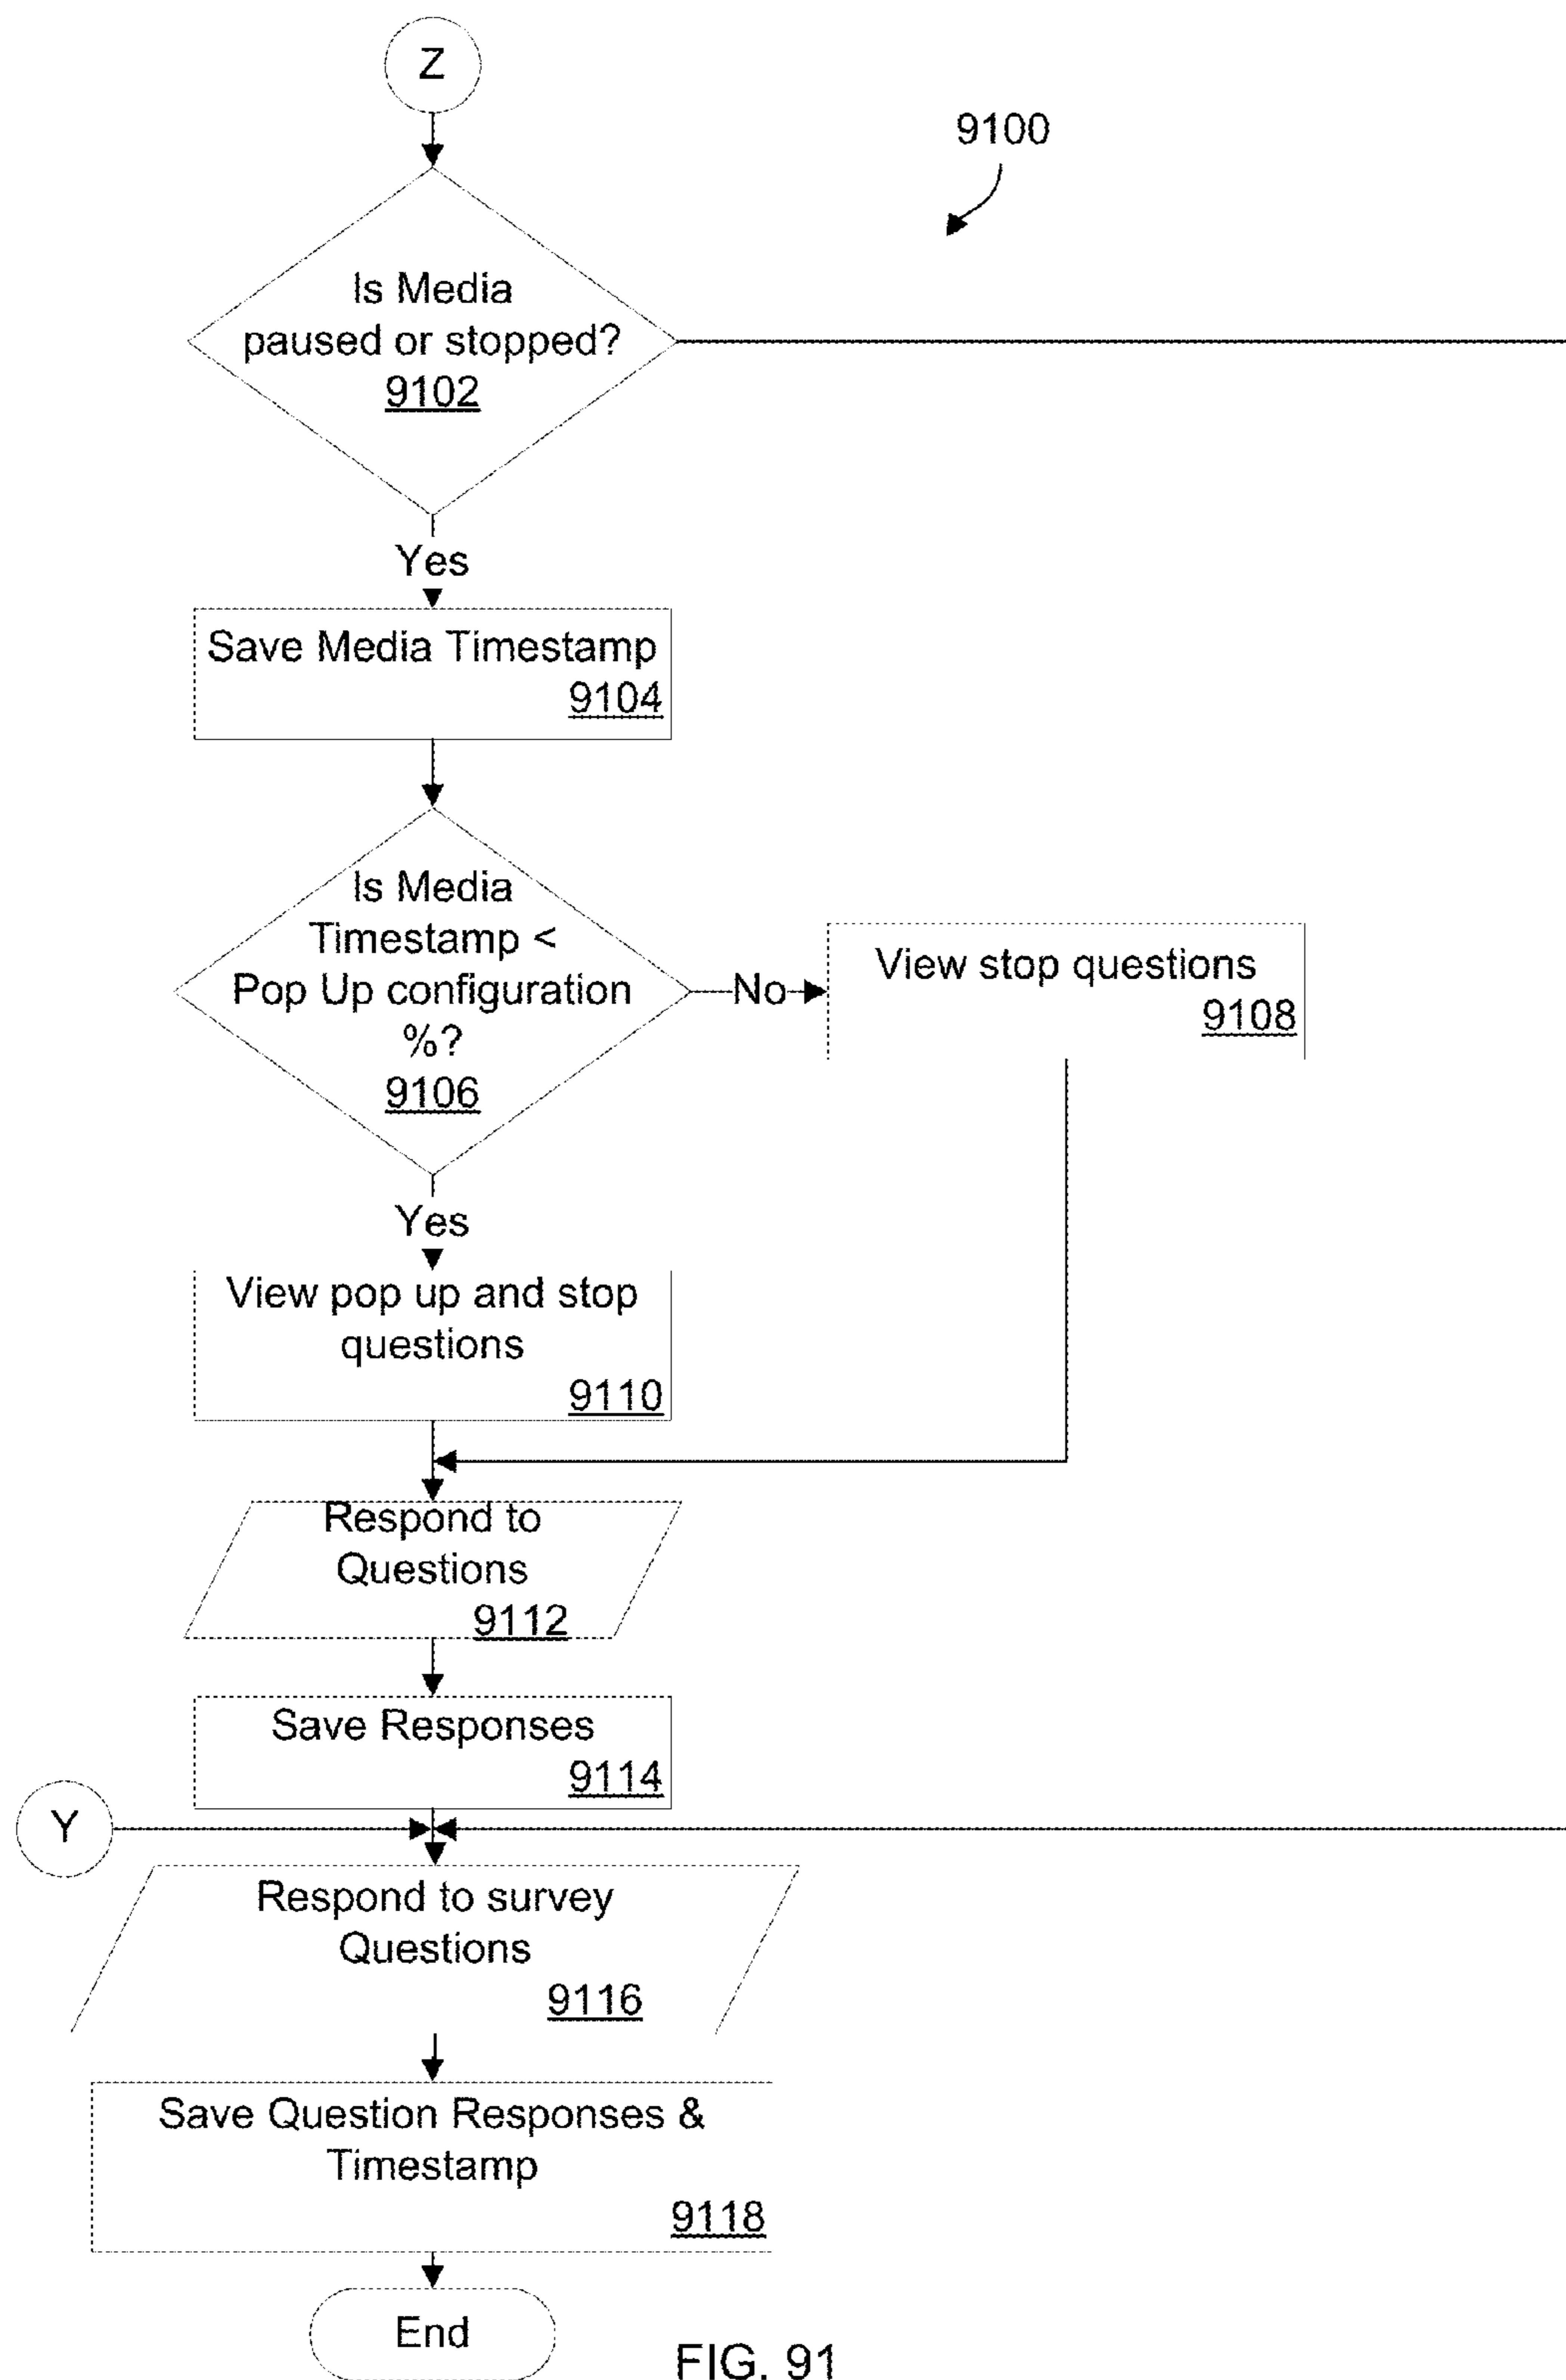 Z
9100
Is Media
paused or stopped?
9102
Yes
Save Media Timestamp
9104
Is Media
Timestamp <
Pop Up configuration
%?
9106
No
View stop questions
9108
Yes
View pop up and stop
questions
9110
Respond to
Questions
9112
Save Responses
9114
Y
Respond to survey
Questions
9116
Save Question Responses &
Timestamp
9118
End
FIG. 91